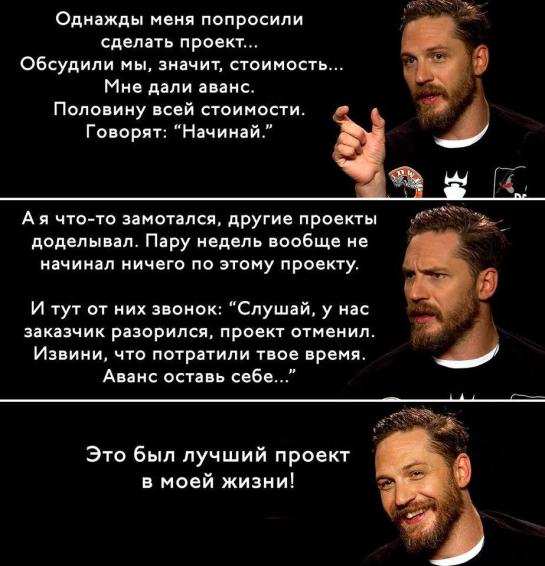 Однажды меня попросили
сделать проект...
Обсудили мы, значит, стоимость...
Мне дали аванс.
Половину всей стоимости.
Говорят: “Начинай.”
А я что-то замотался, другие проекты
доделывал. Пару недель вообще не
начинал ничего по этому проекту.
И тут от них звонок: “Слушай, у нас
заказчик разорился, проект отменил.
Извини, что потратили твое время.
Аванс оставь себе...”
Это был лучший проект
в моей жизни!